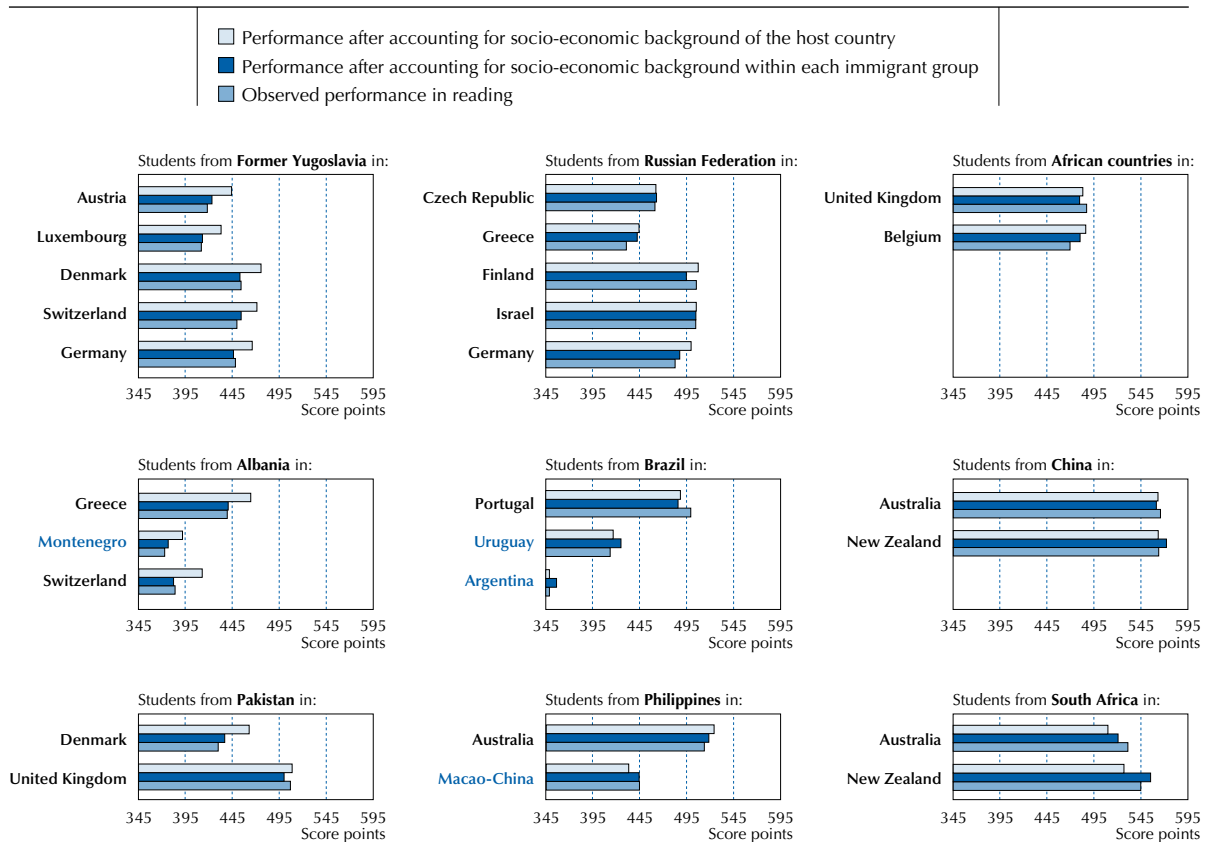 Performance after accounting for socio-economic background of the host country
Performance after accounting for socio-economic background within each immigrant group
Observed performance in reading
Students from Former Yugoslavia in:
Austria
Luxembourg
Denmark
Switzerland
Germany
345 395 445 495 545 595
Score points
Students from Russian Federation in:
Czech Republic
Greece
Finland
Israel
Germany
345 395 445 495 545 595
Score points
Students from African countries in:
United Kingdom
Belgium
345 395 445 495 545 595
Score points
Students from Albania in:
Greece
Montenegro
Switzerland
345 395 445 495 545 595
Score points
Students from Brazil in:
Portugal
Uruguay
Argentina
345 395 445 495 545 595
Score points
Students from China in:
Australia
New Zealand
345 395 445 495 545 595
Score points
Students from Pakistan in:
Denmark
United Kingdom
345 395 445 495 545 595
Score points
Students from Philippines in:
Australia
Macao-China
345 395 445 495 545 595
Score points
Students from South Africa in:
Australia
New Zealand
345 395 445 495 545 595
Score points